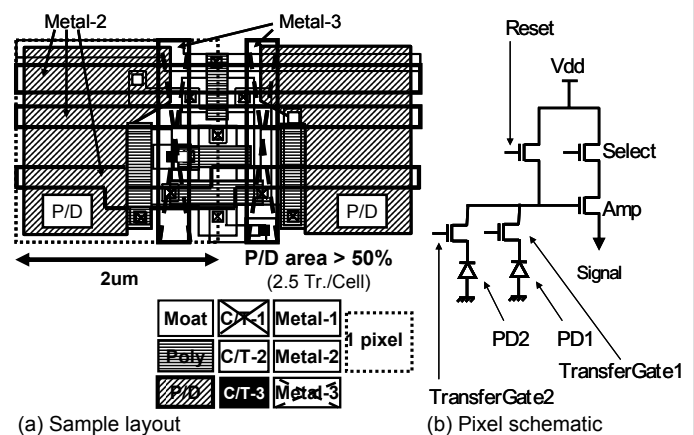 Metal-2
Metal-3
P/D
P/D
2um
P/D area > 50%
(2.5 Tr./Cell)
Moat
C/T-1
Metal-1
1 pixel
Poly
C/T-2
Metal-2
P/D
C/T-3
Metal-3
(a) Sample layout
Reset
Vdd
Select
Amp
Signal
PD2
PD1
TransferGate1
TransferGate2
(b) Pixel schematic